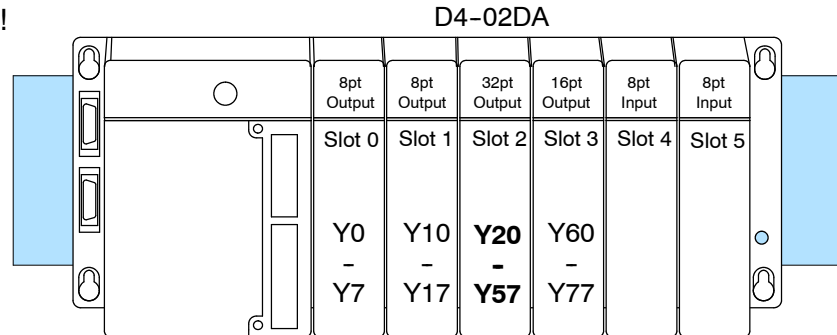 !
D4-02DA
8pt Output
8pt Output
32pt Output
16pt Output
8pt Input
8pt Input
Slot 0
Slot 1
Slot 2
Slot 3
Slot 4
Slot 5
Y0
-
Y7
Y10
-
Y17
Y20
-
Y57
Y60
-
Y77